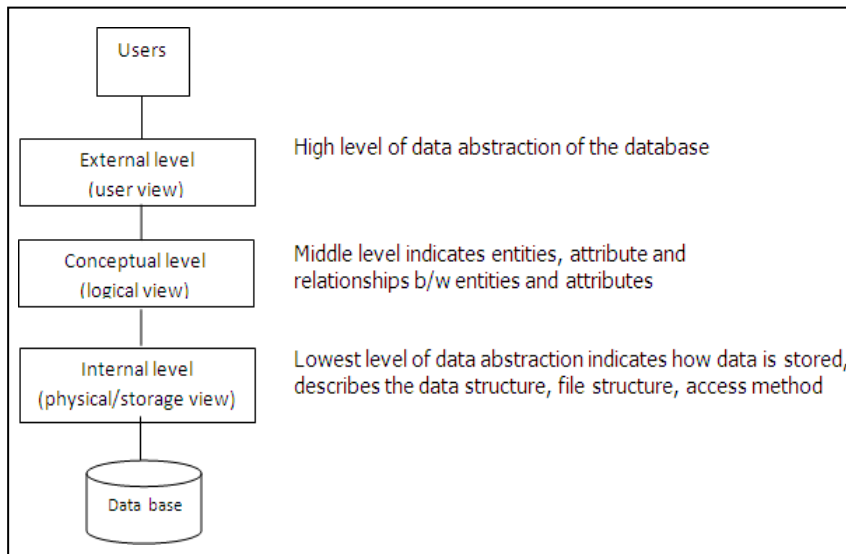 Users
External level
(user view)
High level of data abstraction of the database
Conceptual level
(logical view)
Middle level indicates entities, attribute and
relationships b/w entities and attributes
Internal level
(physical/storage view)
Lowest level of data abstraction indicates how data is stored,
describes the data structure, file structure, access method
Data base